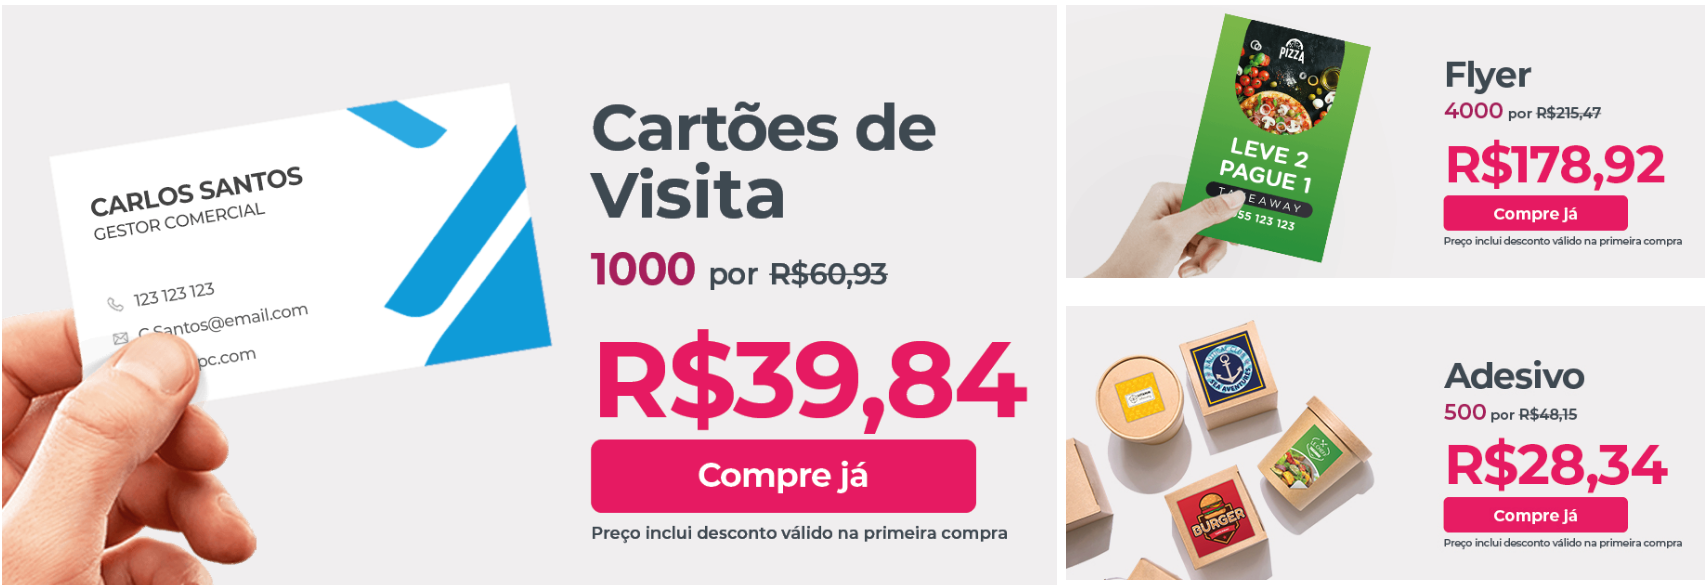 CARLOS SANTOS
GESTOR COMERCIAL
123 123 123
C.Santos@email.com
pc.com
Cartões de
Visita
1000 por R$60,93
R$39,84
Compre já
Preço inclui desconto válido na primeira compra
PIZZA
LEVE 2
PAGUE 1
055 123 123
Flyer
4000 por R$215,47
R$178,92
Compre já
Preço inclui desconto válido na primeira compra
SEA AVENTURES
BURGER
Adesivo
500 por R$48,15
R$28,34
Compre já
Preço inclui desconto válido na primeira compra